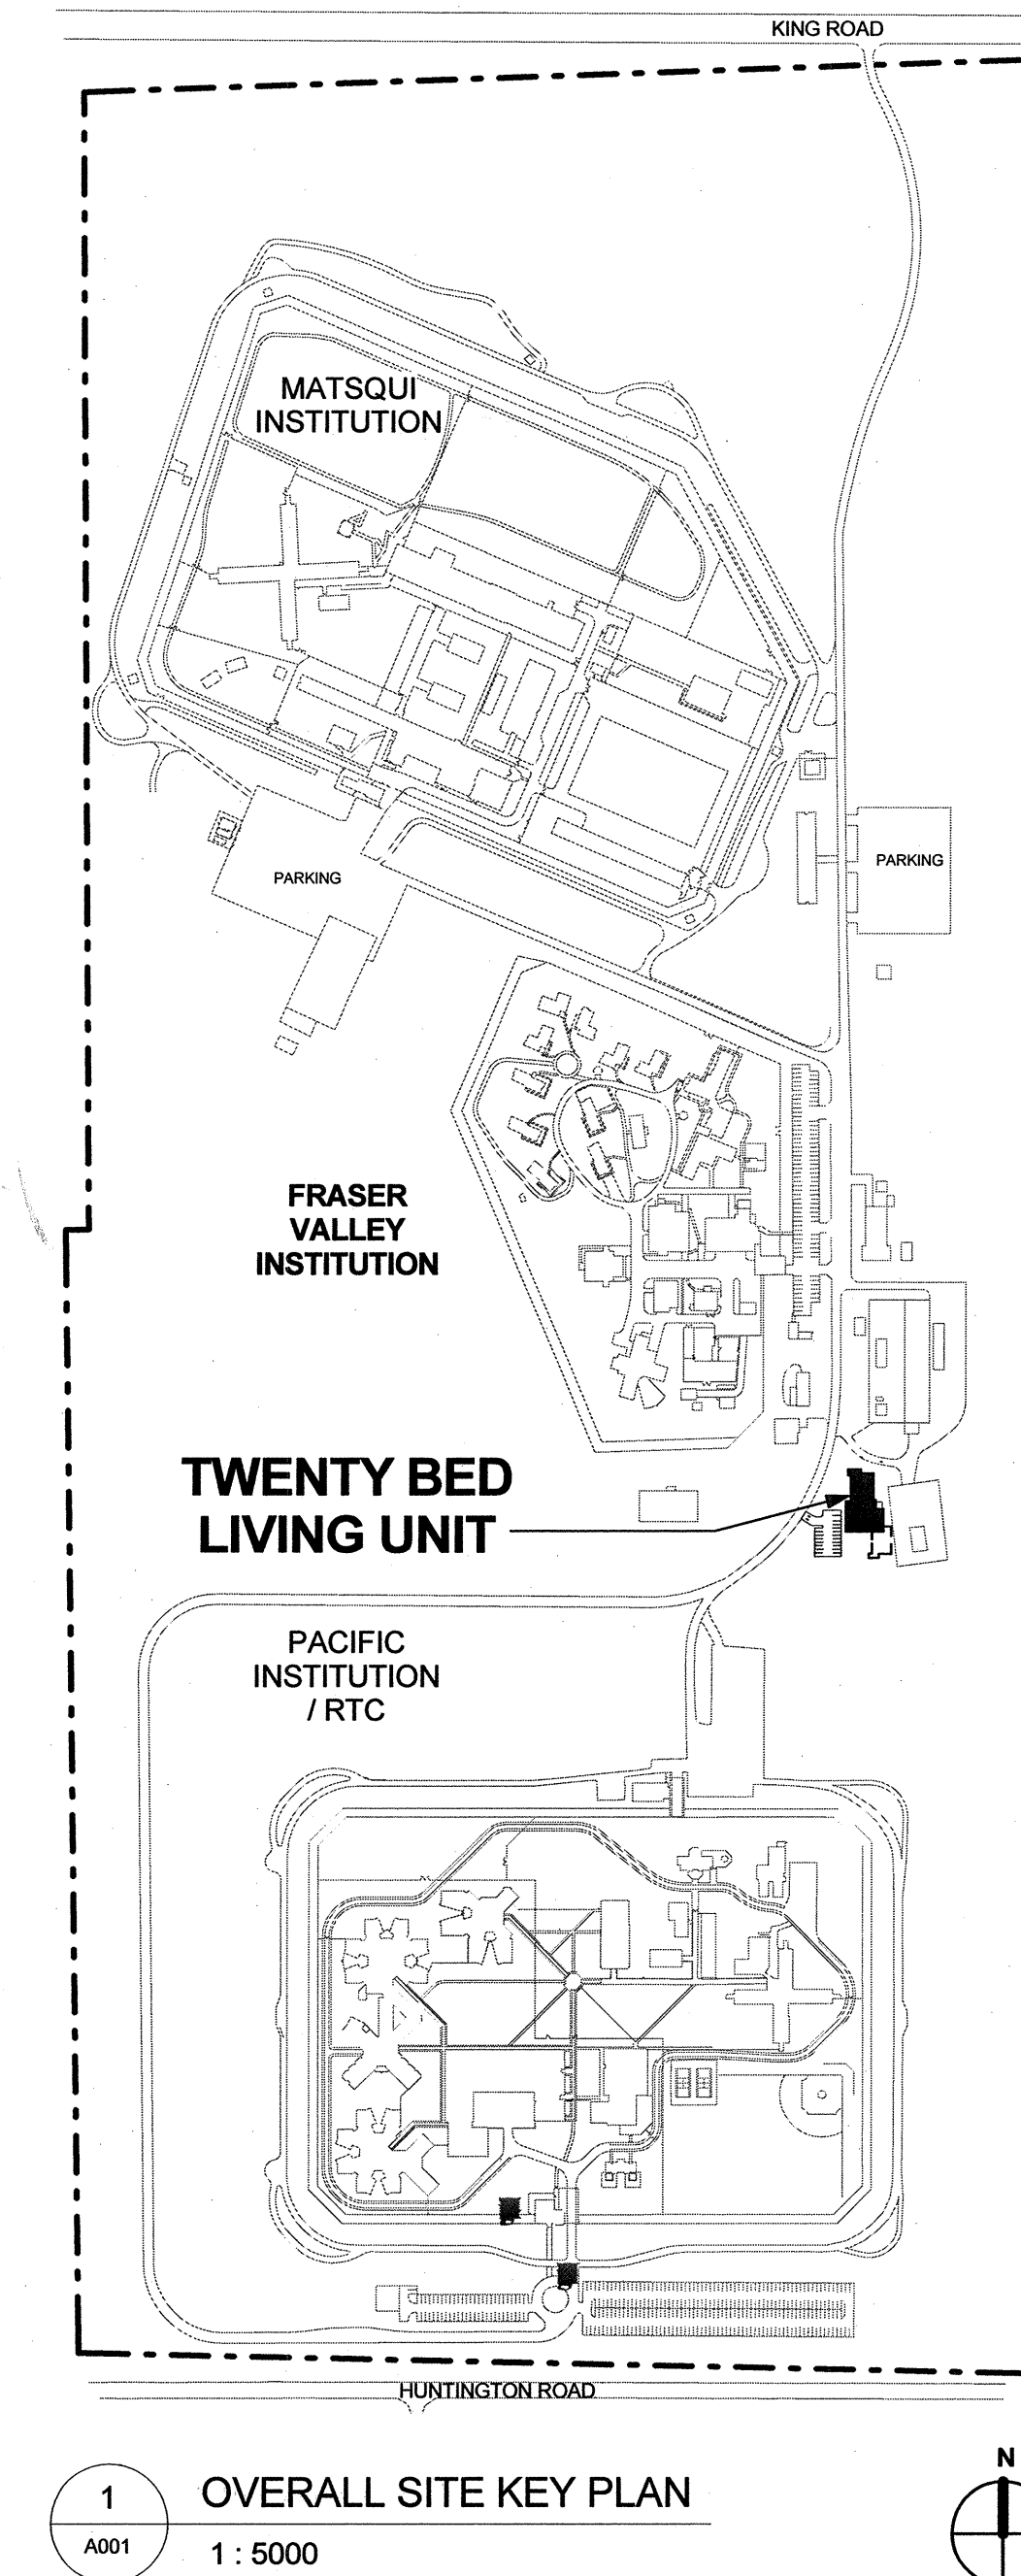 KING ROAD
MATSQUI
INSTITUTION
PARKING
PARKING
FRASER
VALLEY
INSTITUTION
TWENTY BED
LIVING UNIT
PACIFIC
INSTITUTION
/ RTC
HUNTINGTON ROAD
N
1
A001
OVERALL SITE KEY PLAN
1 : 5000